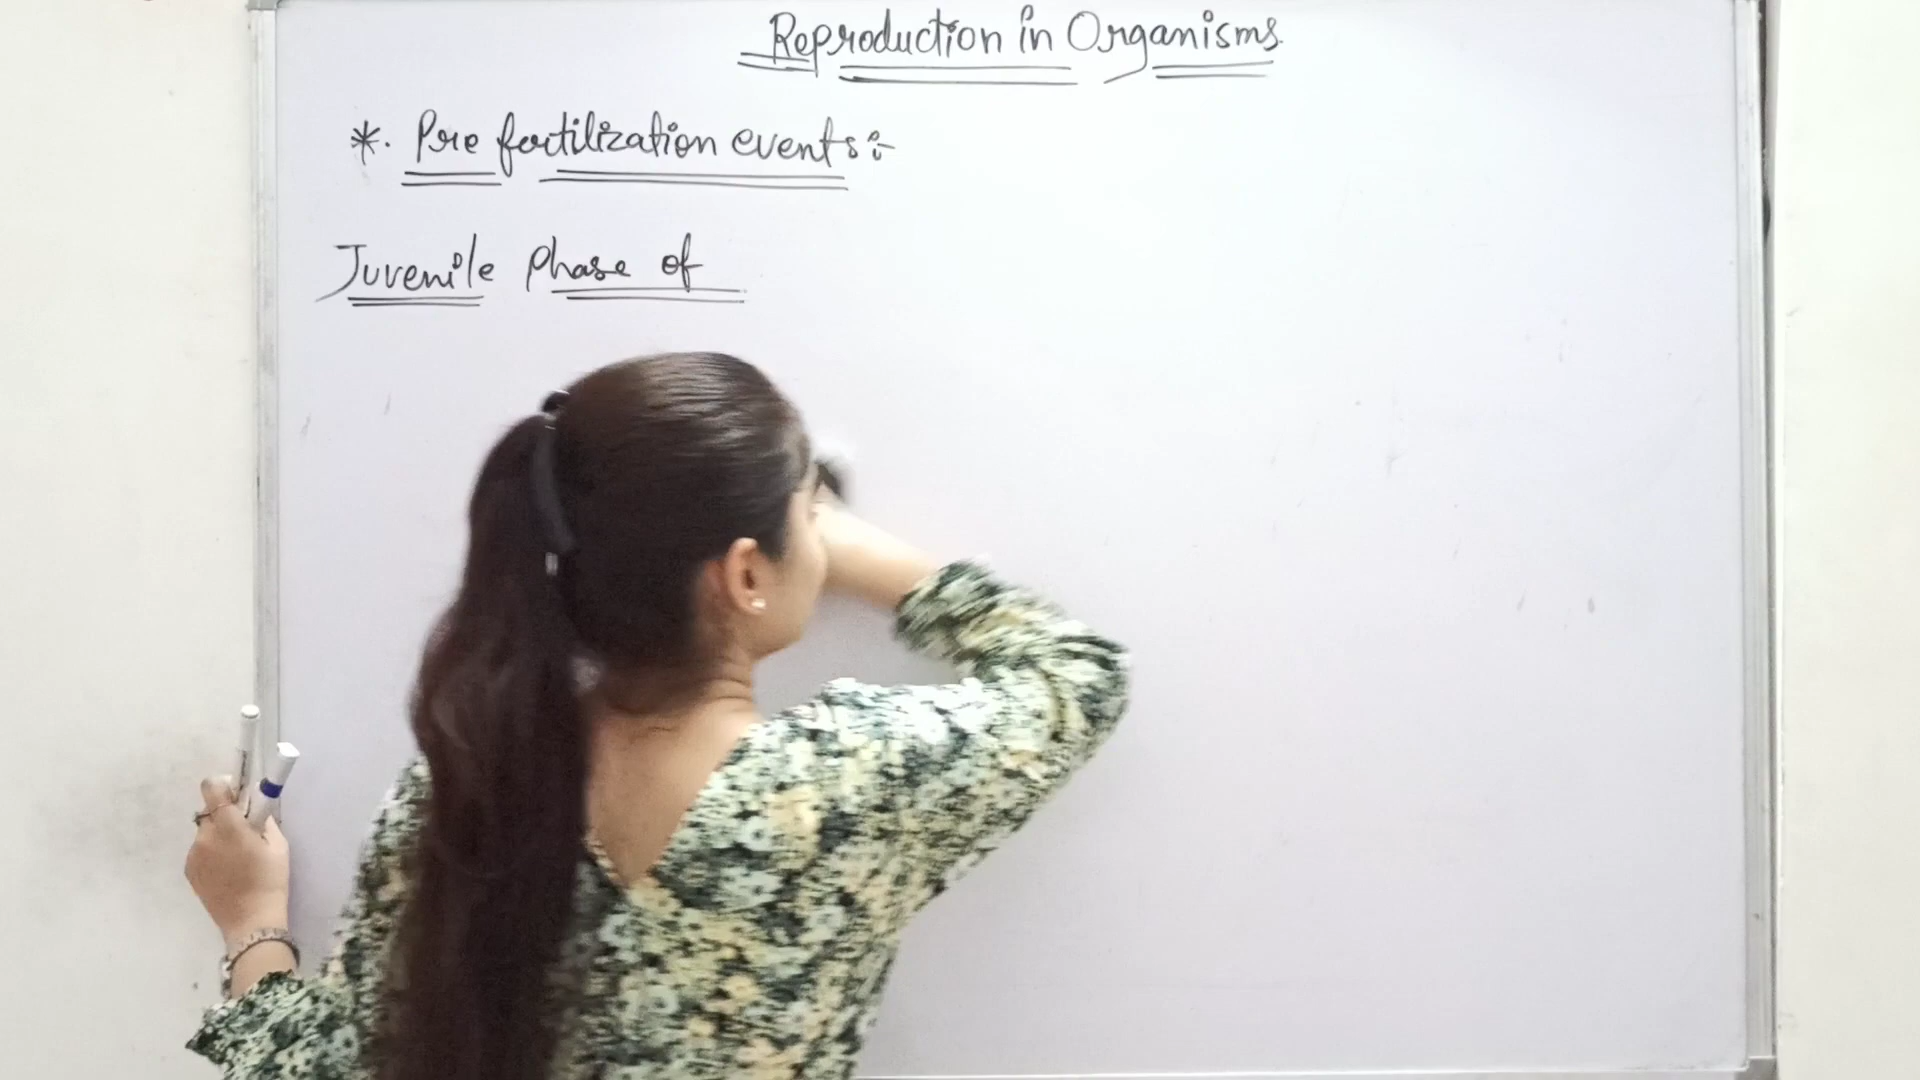 Reproduction in Organisms
*. Pre fertilization events:-
Juvenile Phase of